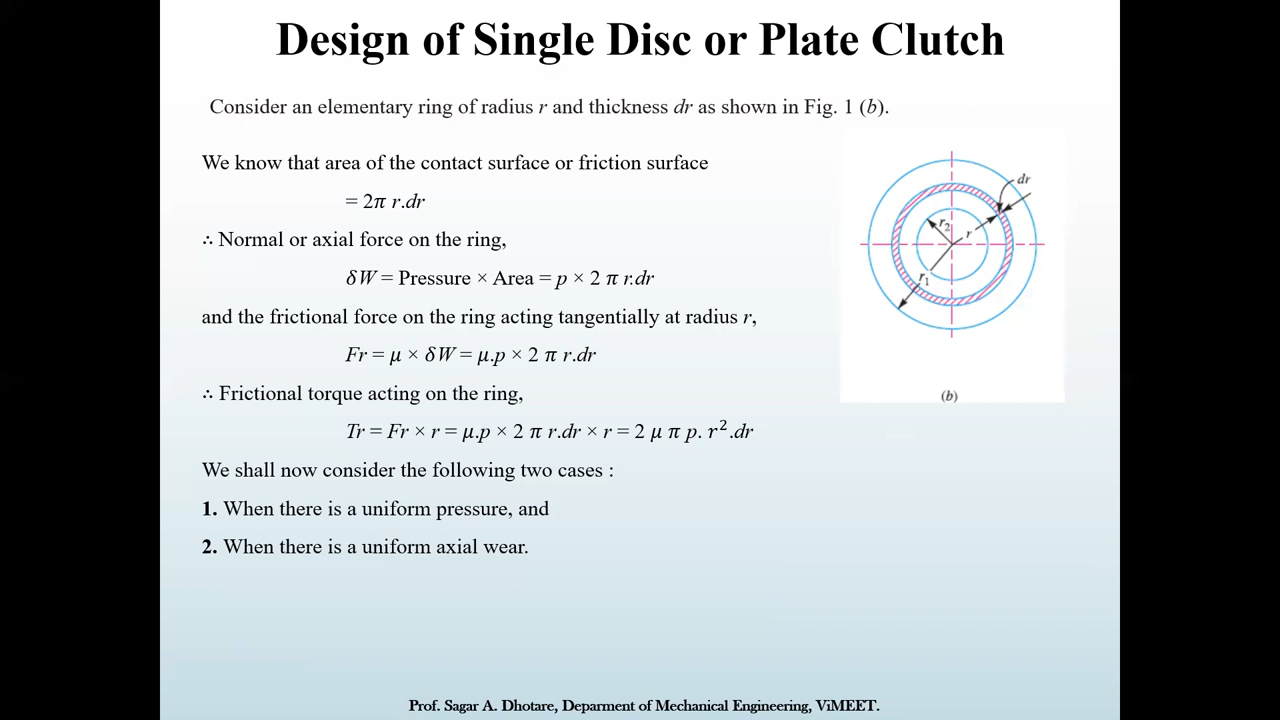 Design of Single Disc or Plate Clutch
Consider an elementary ring of radius r and thickness dr as shown in Fig. 1 (b).
We know that area of the contact surface or friction surface
= 2π r.dr
∴ Normal or axial force on the ring,
δW = Pressure × Area = p × 2 π r.dr
and the frictional force on the ring acting tangentially at radius r,
Fr = μ × δW = μ.p × 2 π r.dr
∴ Frictional torque acting on the ring,
Tr = Fr × r = μ.p × 2 π r.dr × r = 2 μ π p. r².dr
We shall now consider the following two cases :
1. When there is a uniform pressure, and
2. When there is a uniform axial wear.
dr
r₂
r
r₁
(b)
Prof. Sagar A. Dhotare, Deparment of Mechanical Engineering, ViMEET.